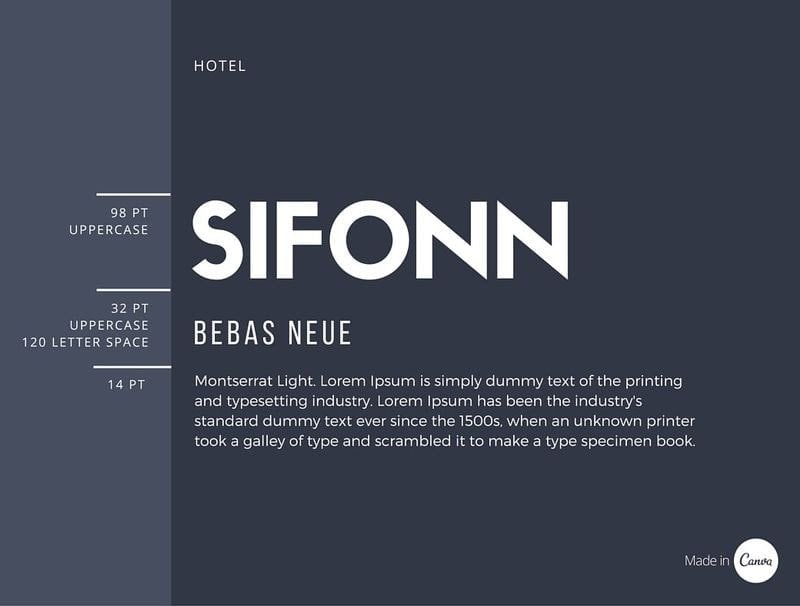 HOTEL
98 PT
UPPERCASE
SIFONN
32 PT
UPPERCASE
120 LETTER SPACE
BEBAS NEUE
14 PT
Montserrat Light. Lorem Ipsum is simply dummy text of the printing
and typesetting industry. Lorem Ipsum has been the industry's
standard dummy text ever since the 1500s, when an unknown printer
took a galley of type and scrambled it to make a type specimen book.
Made in Canva